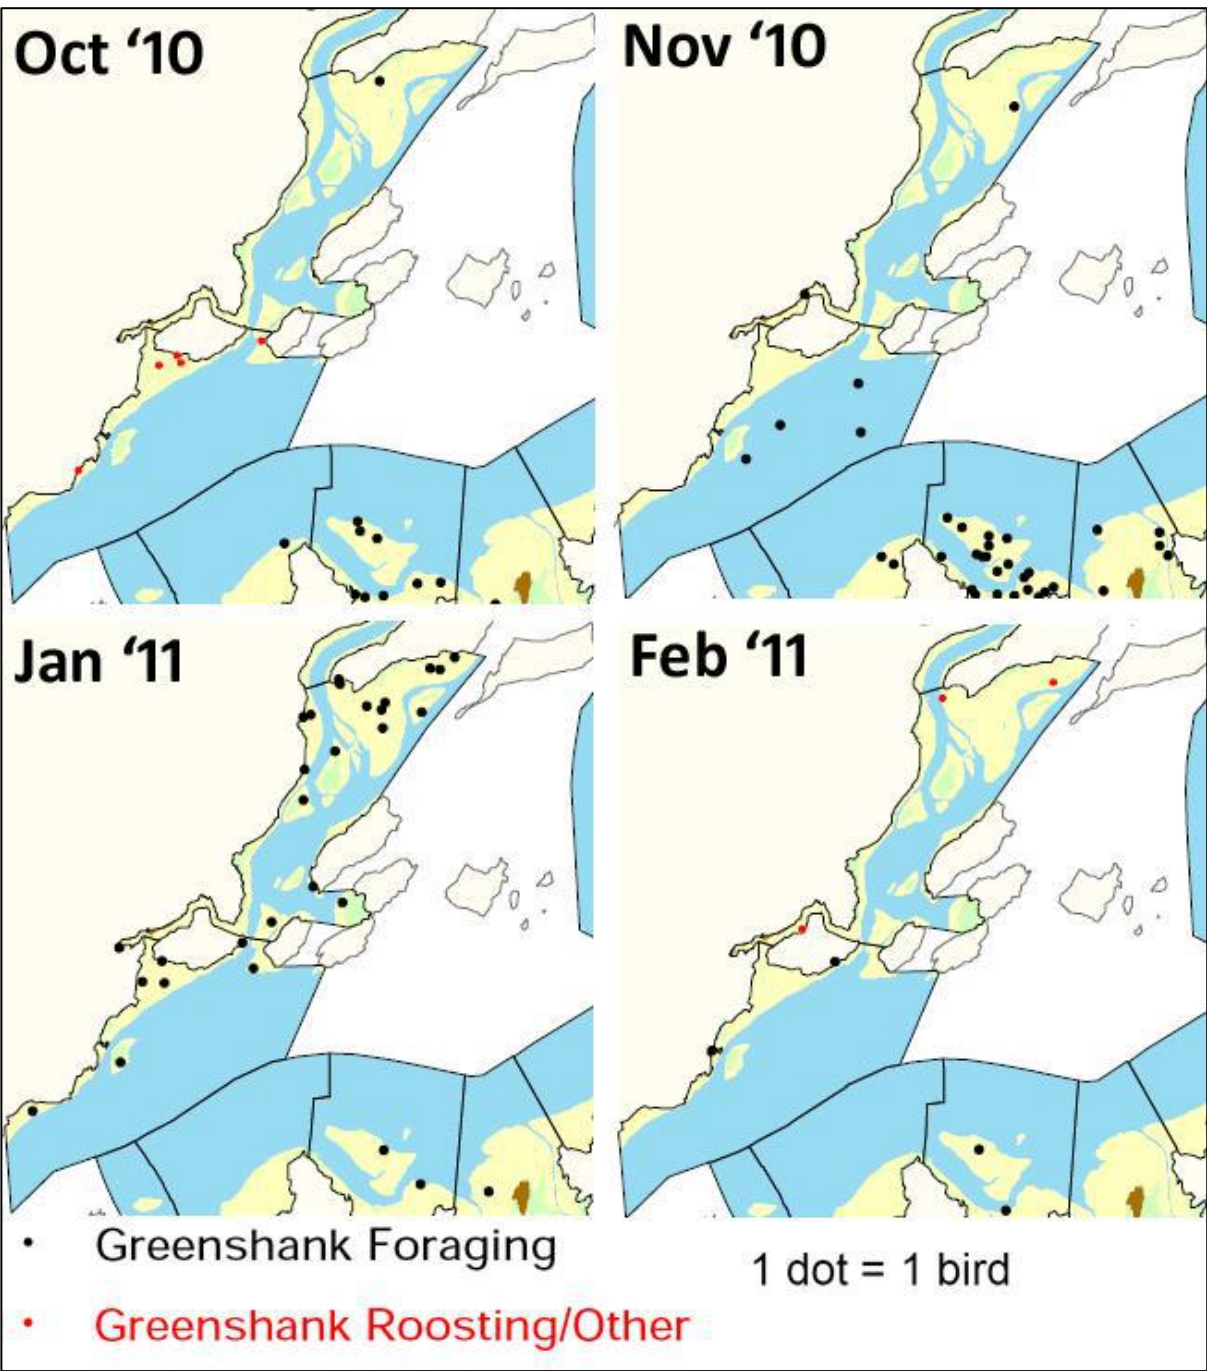 Oct ‘10
Nov ‘10
Jan ‘11
Feb ‘11
Greenshank Foraging
1 dot = 1 bird
Greenshank Roosting/Other